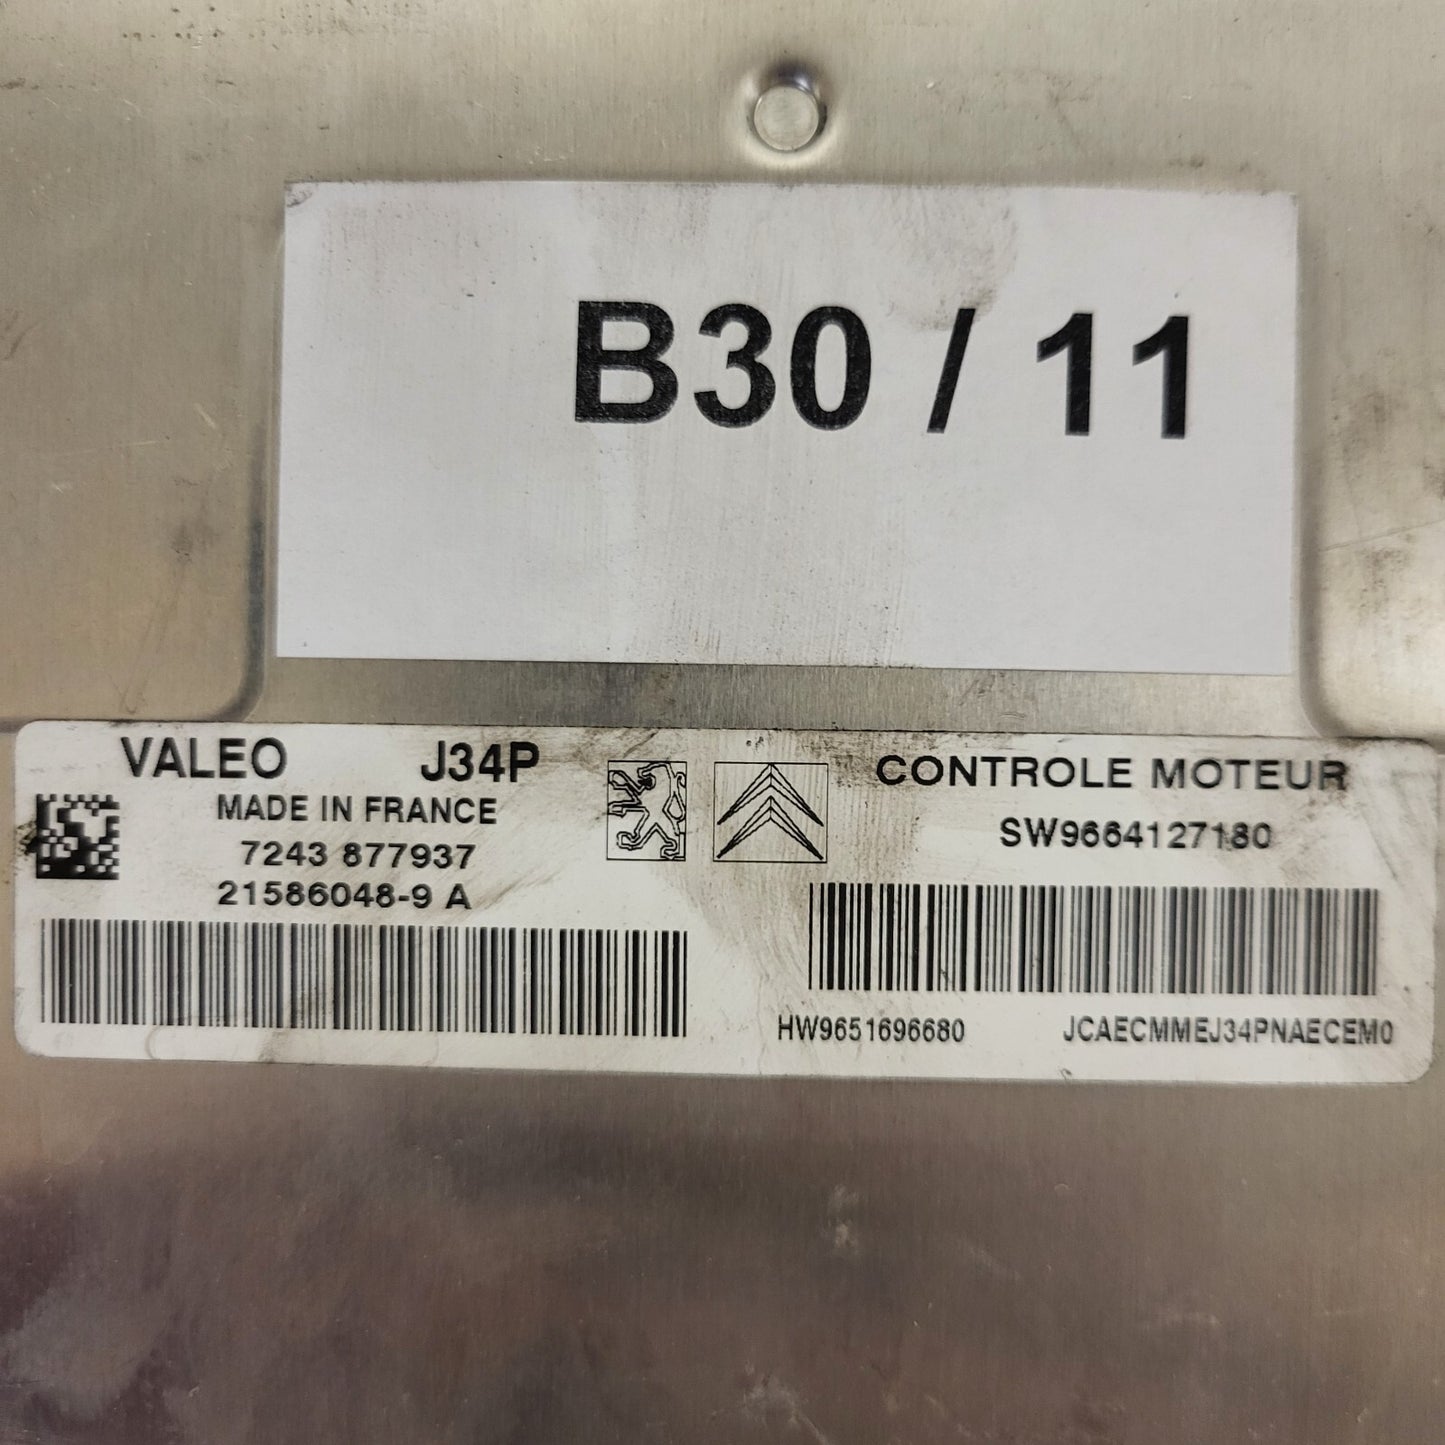 B30 / 11
VALEO J34P
MADE IN FRANCE
7243 877937
21586048-9 A
CONTROLE MOTEUR
SW9664127180
HW9651696680 JCAECMMEJ34PNAECEM0